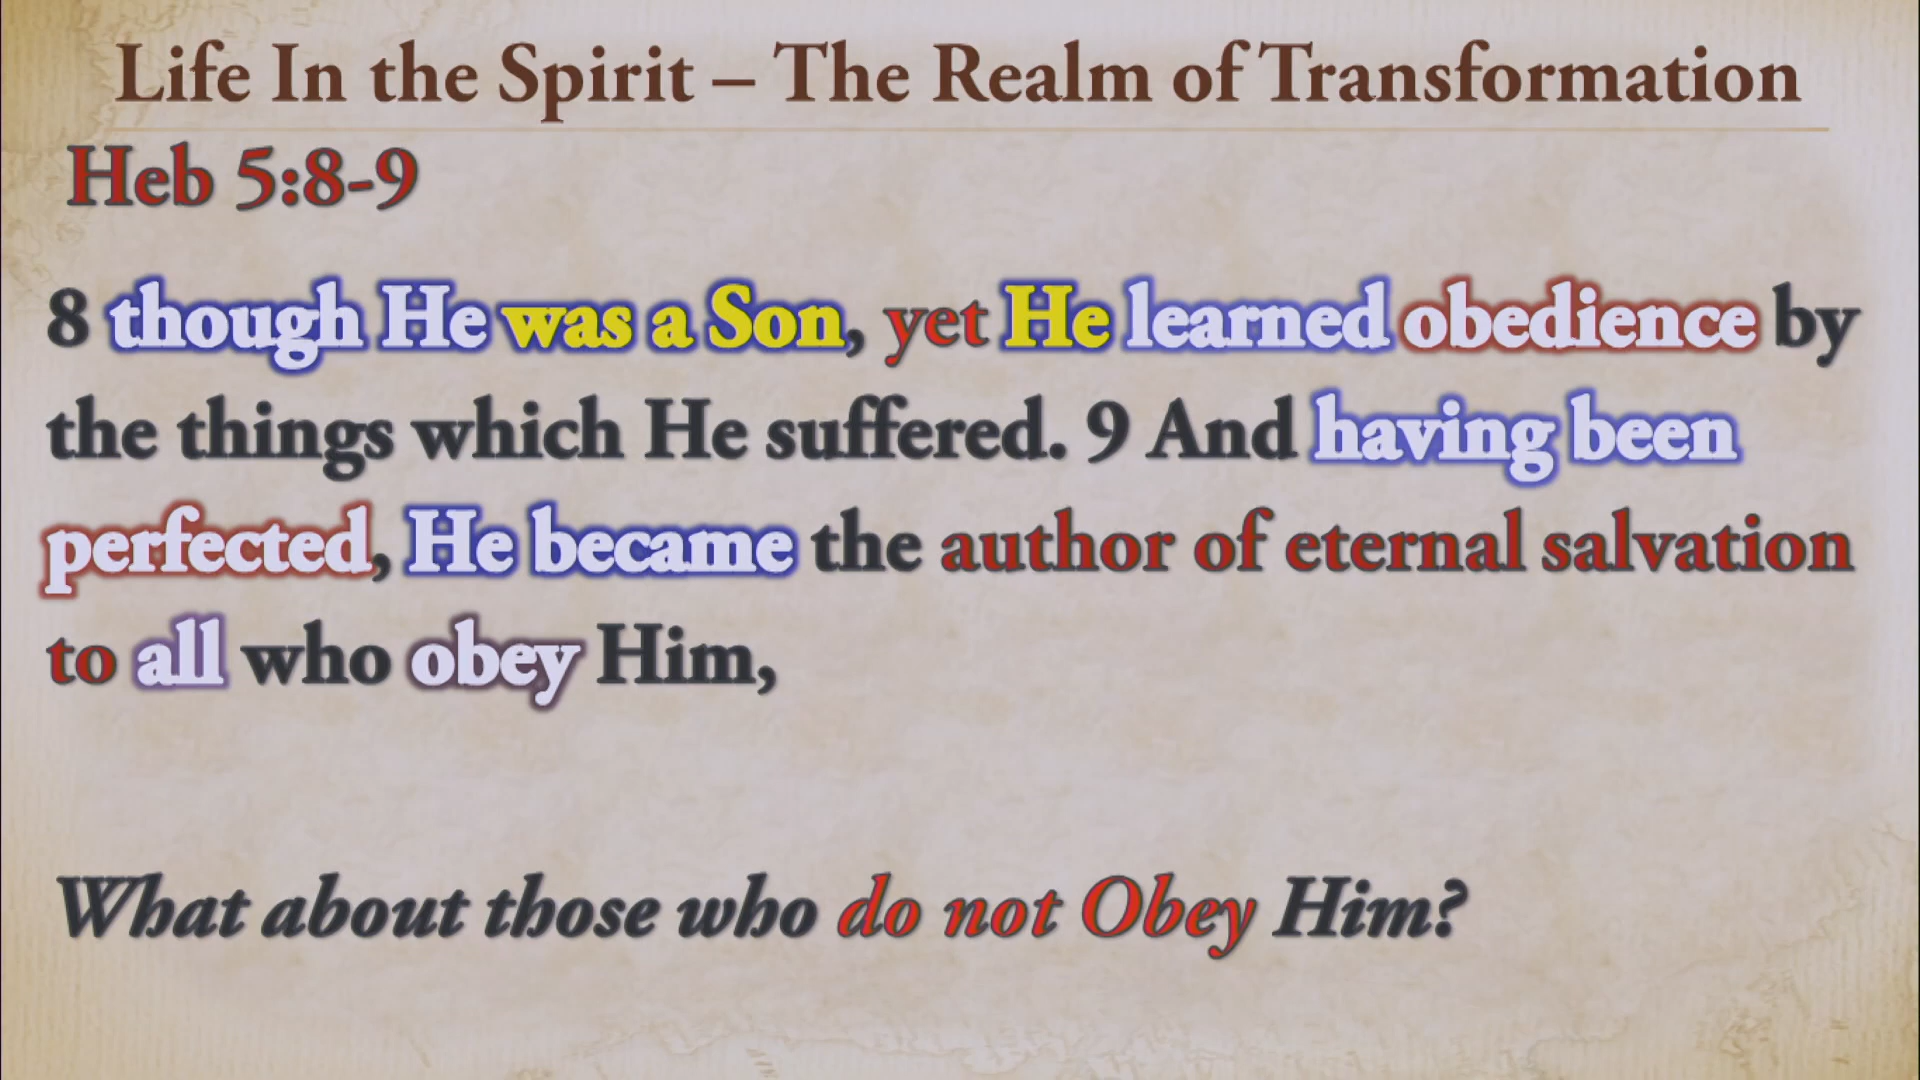 Life In the Spirit – The Realm of Transformation
Heb 5:8-9
8 though He was a Son, yet He learned obedience by
the things which He suffered. 9 And having been
perfected, He became the author of eternal salvation
to all who obey Him,
What about those who do not Obey Him?